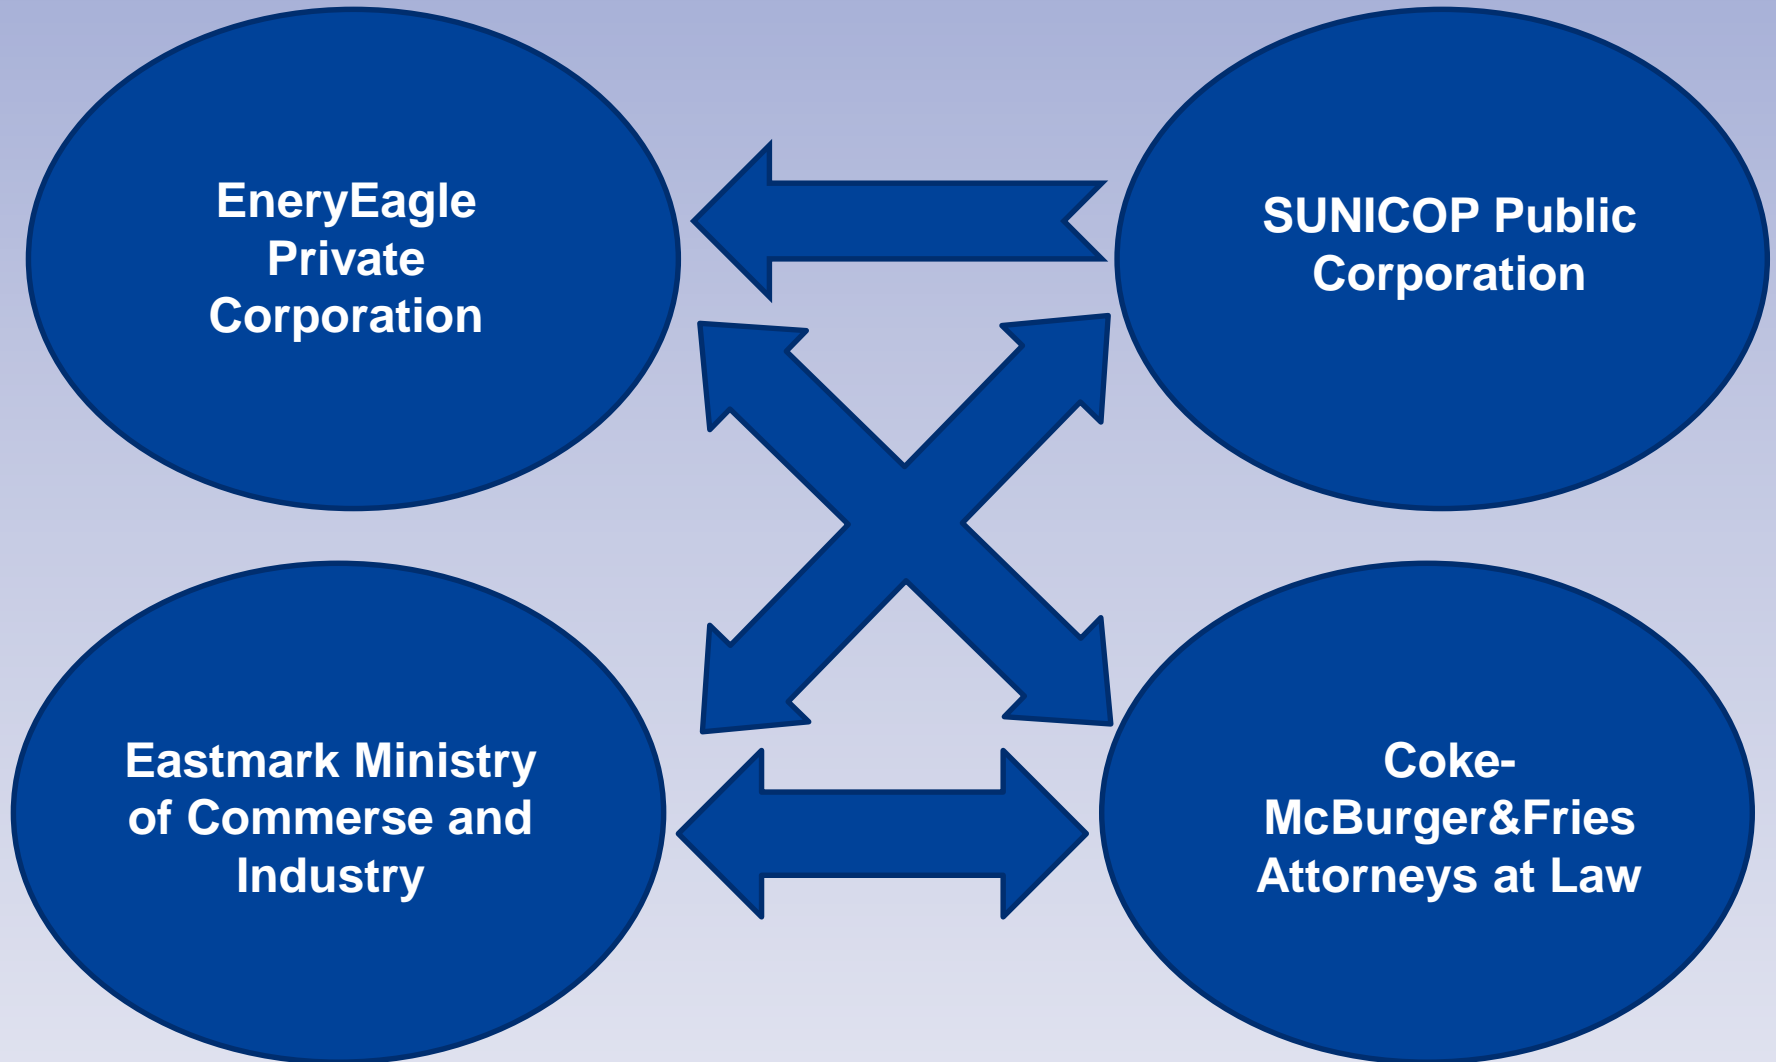 EneryEagle
Private
Corporation
SUNICOP Public
Corporation
Eastmark Ministry
of Commerse and
Industry
Coke-
McBurger&Fries
Attorneys at Law